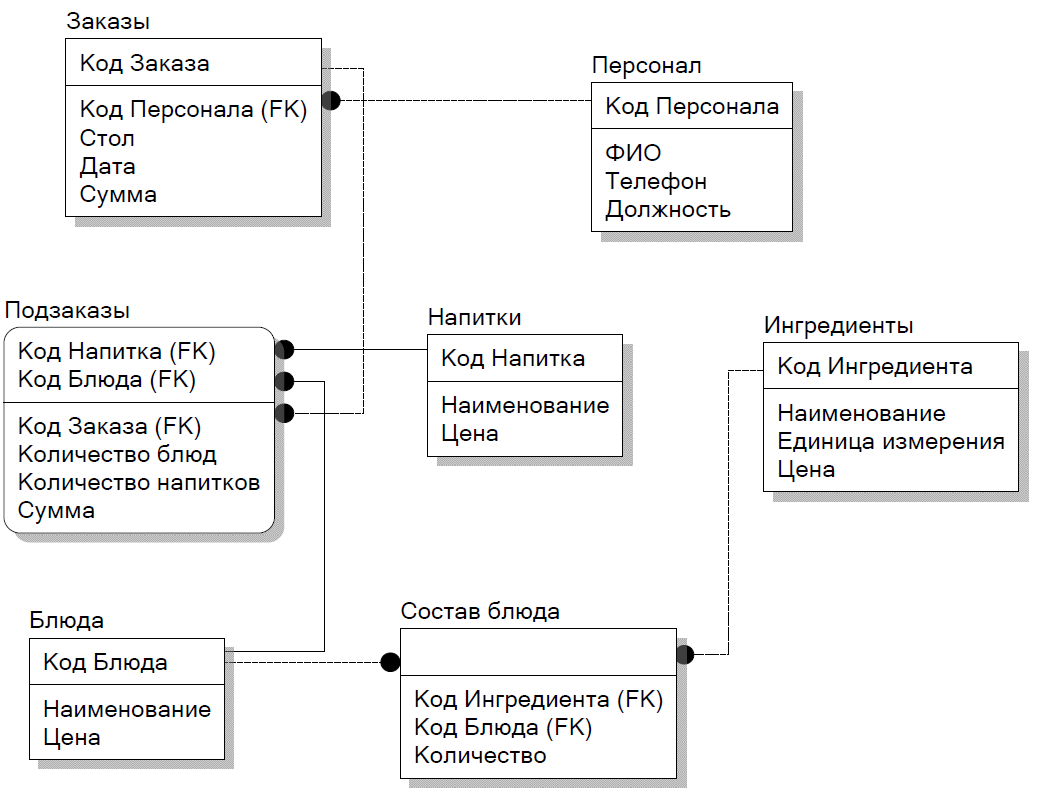 Заказы
Код Заказа
Код Персонала (FK)
Стол
Дата
Сумма
Персонал
Код Персонала
ФИО
Телефон
Должность
Подзаказы
Код Напитка (FK)
Код Блюда (FK)
Код Заказа (FK)
Количество блюд
Количество напитков
Сумма
Напитки
Код Напитка
Наименование
Цена
Ингредиенты
Код Ингредиента
Наименование
Единица измерения
Цена
Блюда
Код Блюда
Наименование
Цена
Состав блюда
Код Ингредиента (FK)
Код Блюда (FK)
Количество